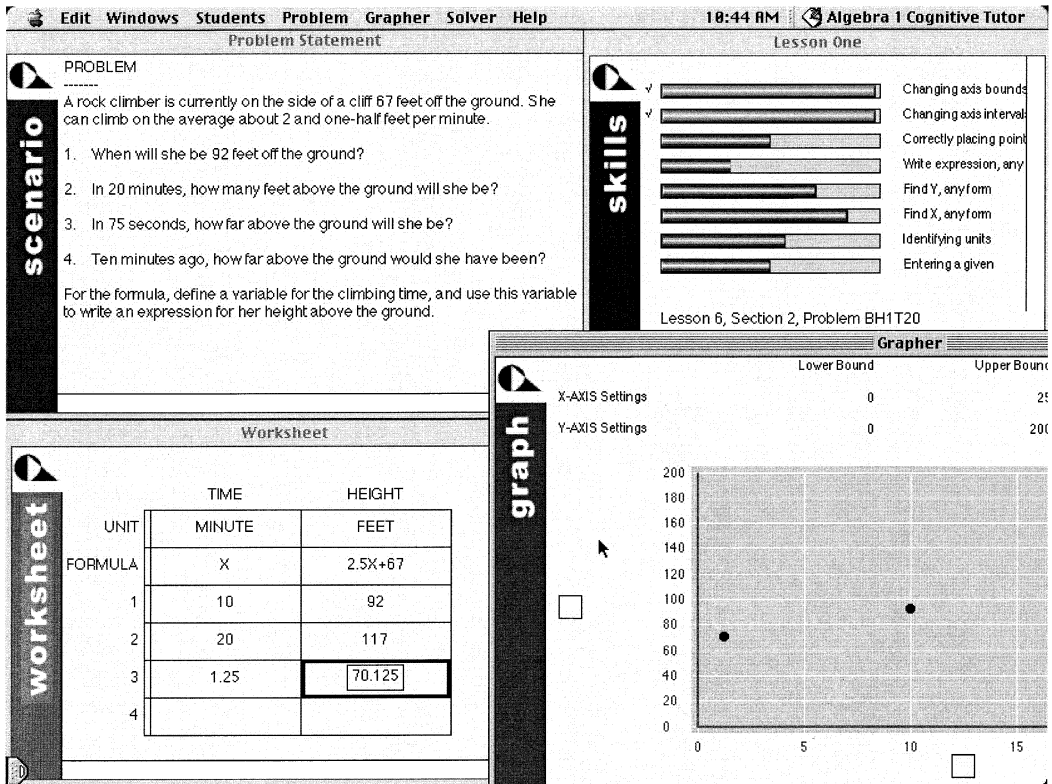 Edit Windows Students Problem Grapher Solver Help 10:44 AM Algebra 1 Cognitive Tutor
Problem Statement
scenario
PROBLEM
-------
A rock climber is currently on the side of a cliff 67 feet off the ground. She
can climb on the average about 2 and one-half feet per minute.
1. When will she be 92 feet off the ground?
2. In 20 minutes, how many feet above the ground will she be?
3. In 75 seconds, how far above the ground will she be?
4. Ten minutes ago, how far above the ground would she have been?
For the formula, define a variable for the climbing time, and use this variable
to write an expression for her height above the ground.
Lesson One
skills
√ Changing axis bounds
√ Changing axis interval
Correctly placing point
Write expression, any
Find Y, any form
Find X, any form
Identifying units
Entering a given
Lesson 6, Section 2, Problem BH1T20
Worksheet
worksheet
TIME HEIGHT
UNIT MINUTE FEET
FORMULA X 2.5X+67
1 10 92
2 20 117
3 1.25 70.125
4
Grapher
graph
Lower Bound Upper Bound
X-AXIS Settings 0 25
Y-AXIS Settings 0 200
200
180
160
140
120
100
80
60
40
20
0
0 5 10 15